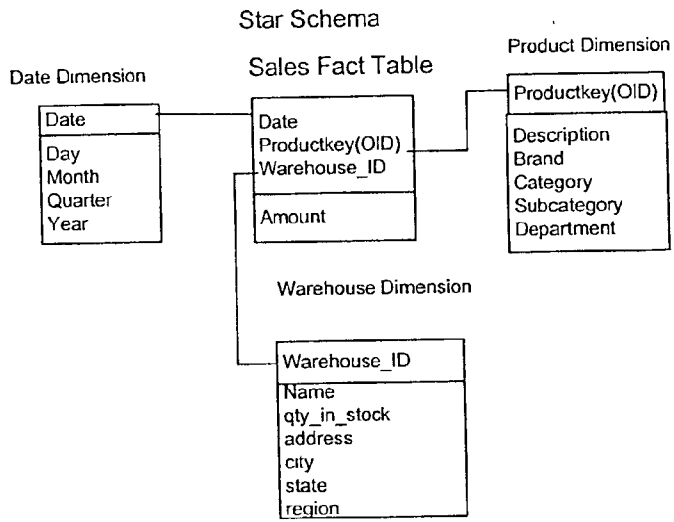 Star Schema
Product Dimension
Date Dimension
Sales Fact Table
Date
Day
Month
Quarter
Year
Date
Productkey(OID)
Warehouse_ID
Amount
Productkey(OID)
Description
Brand
Category
Subcategory
Department
Warehouse Dimension
Warehouse_ID
Name
qty_in_stock
address
city
state
region